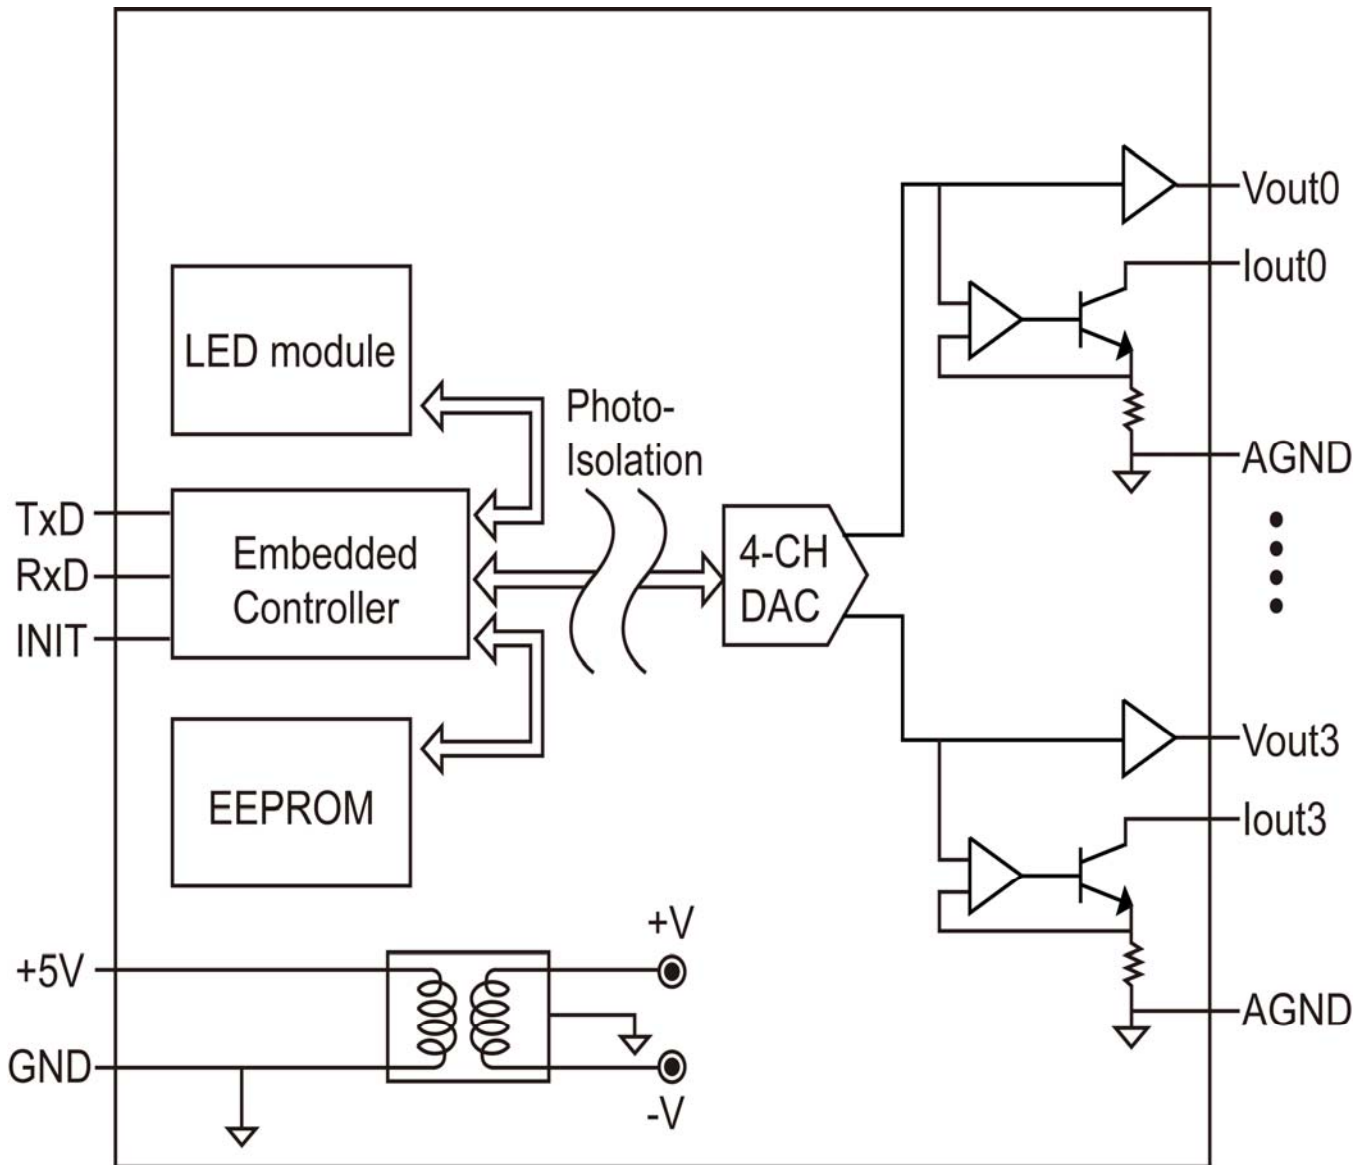 Vout0
Iout0
LED module
Photo-
Isolation
AGND
TxD
RxD
INIT
Embedded
Controller
4-CH
DAC
Vout3
EEPROM
Iout3
+V
+5V
AGND
GND
-V